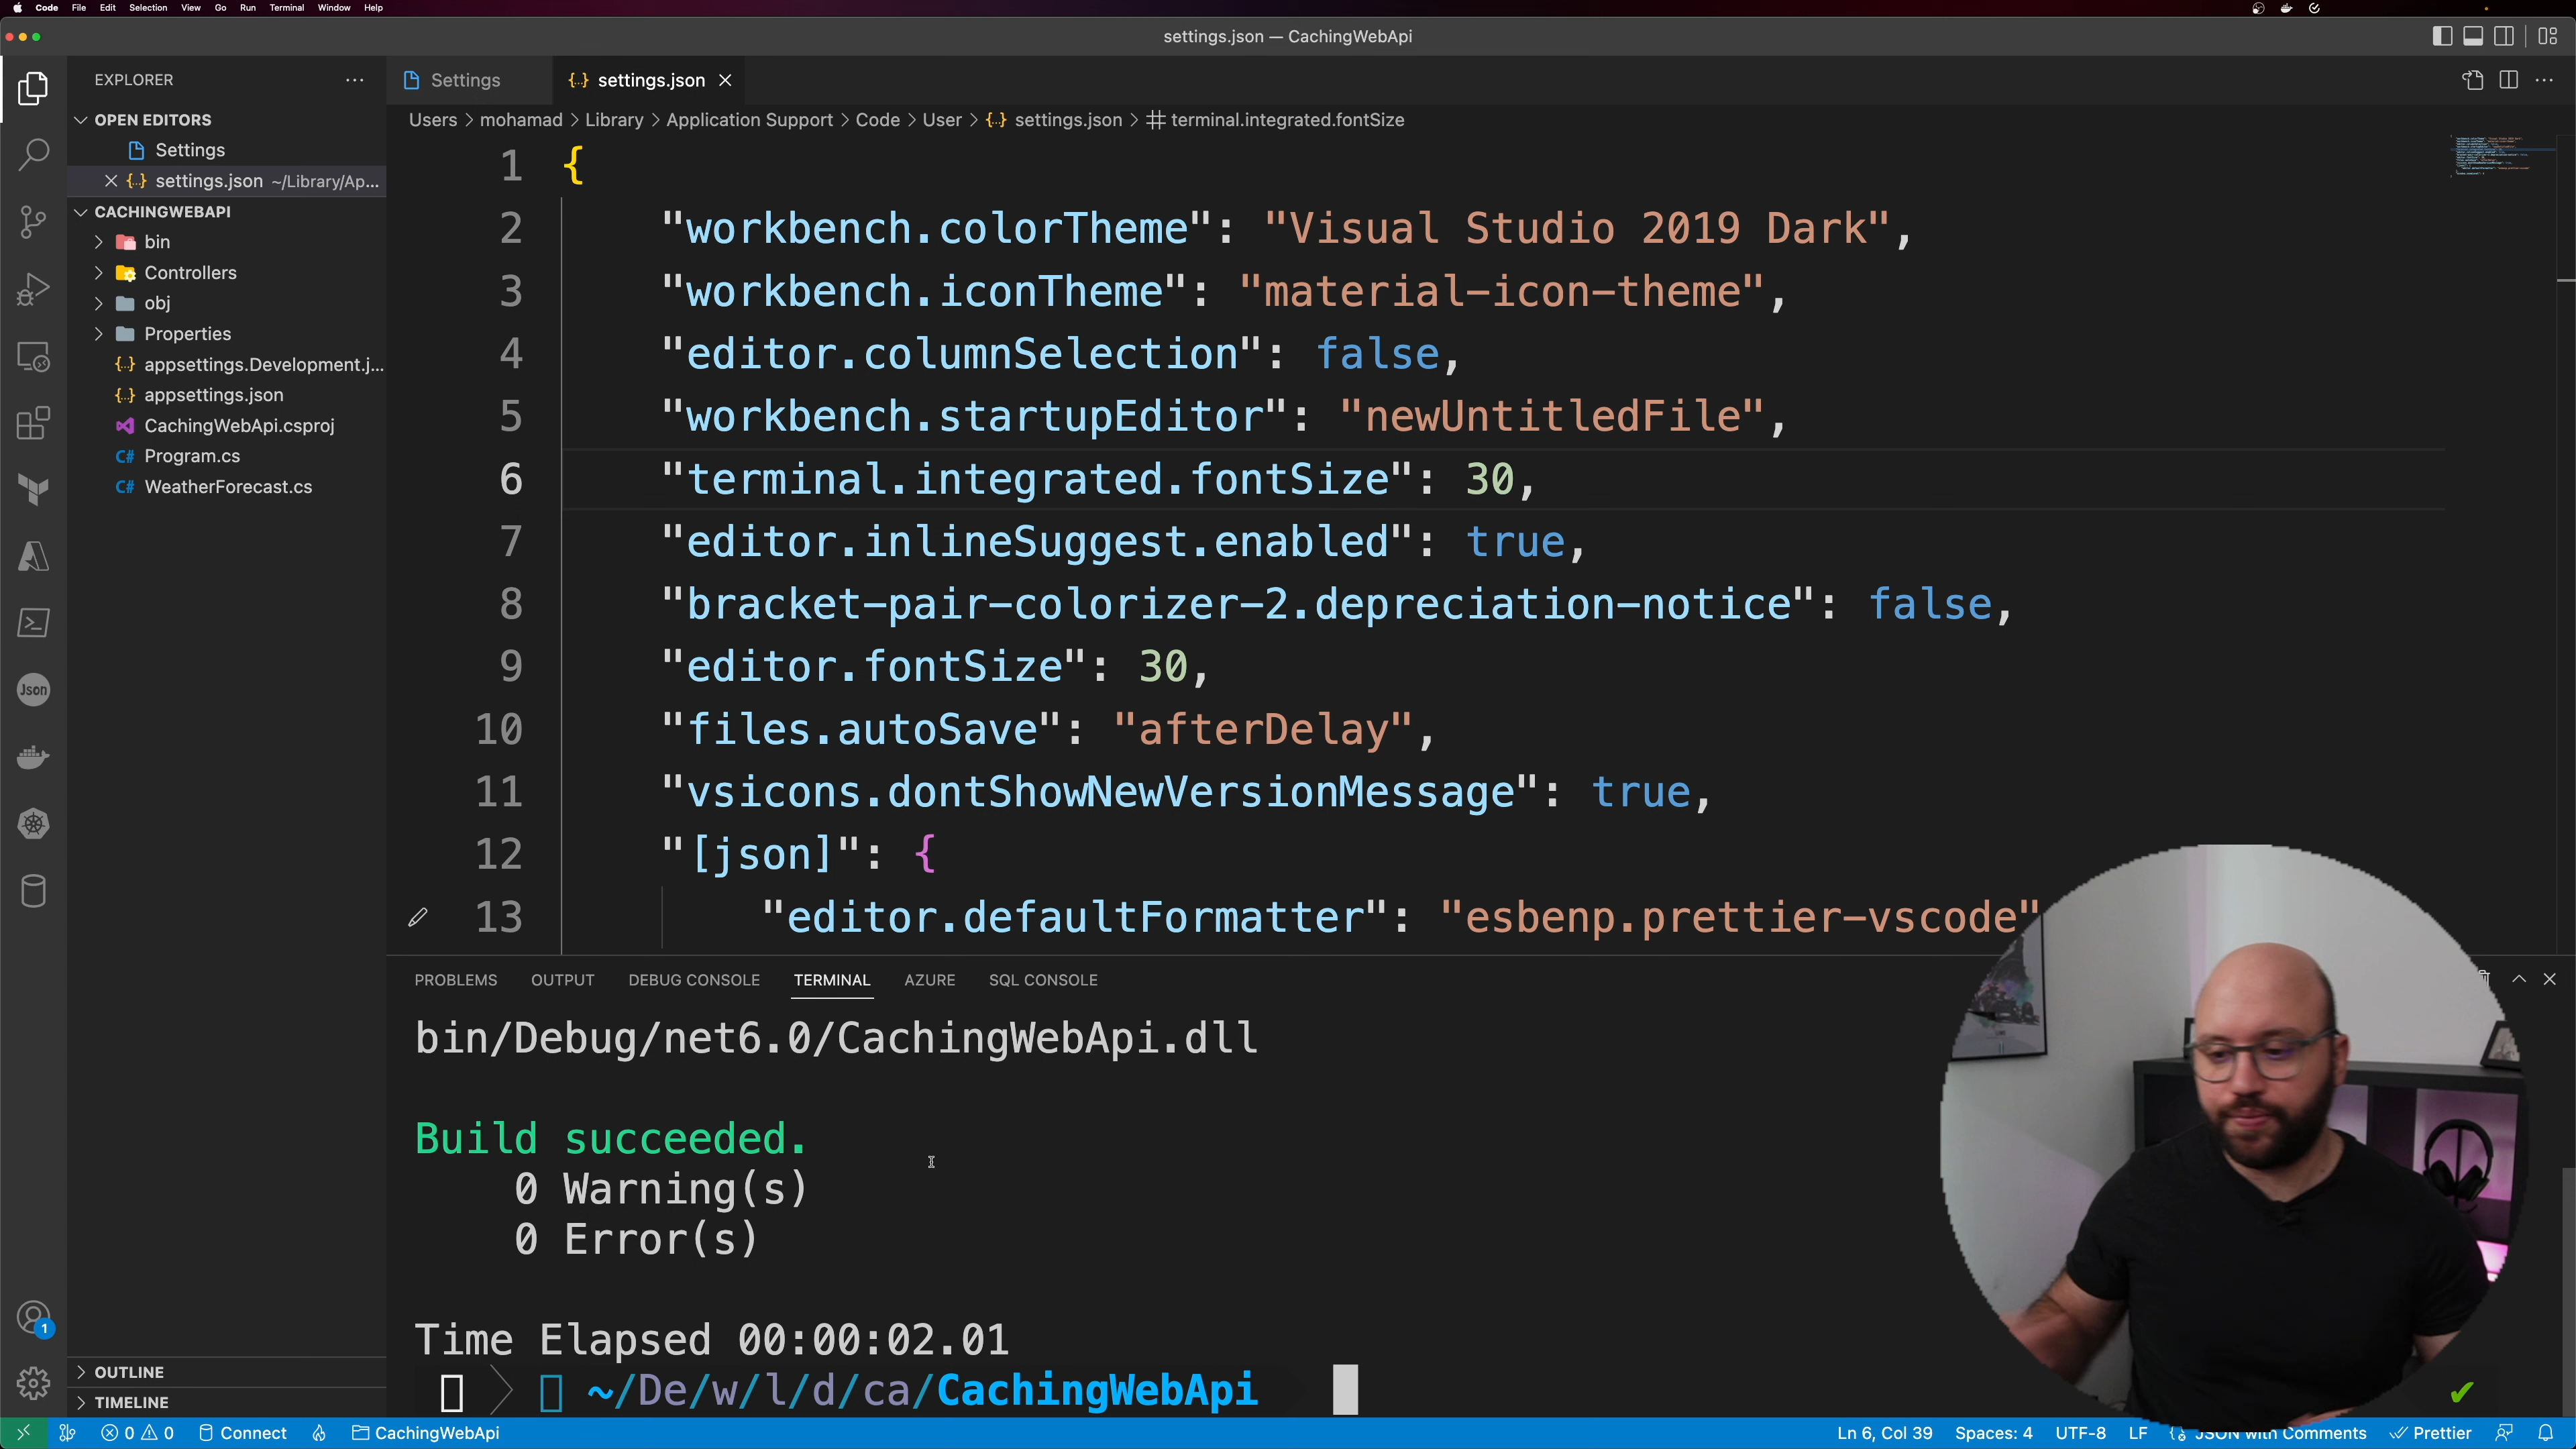 Code File Edit Selection View Go Run Terminal Window Help
settings.json — CachingWebApi
EXPLORER
Settings
settings.json
OPEN EDITORS
Settings
settings.json ~/Library/Ap...
CACHINGWEBAPI
bin
Controllers
obj
Properties
appsettings.Development.j...
appsettings.json
CachingWebApi.csproj
C# Program.cs
C# WeatherForecast.cs
OUTLINE
TIMELINE
Users > mohamad > Library > Application Support > Code > User > {..} settings.json > terminal.integrated.fontSize
1 {
2 "workbench.colorTheme": "Visual Studio 2019 Dark",
3 "workbench.iconTheme": "material-icon-theme",
4 "editor.columnSelection": false,
5 "workbench.startupEditor": "newUntitledFile",
6 "terminal.integrated.fontSize": 30,
7 "editor.inlineSuggest.enabled": true,
8 "bracket-pair-colorizer-2.depreciation-notice": false,
9 "editor.fontSize": 30,
10 "files.autoSave": "afterDelay",
11 "vsicons.dontShowNewVersionMessage": true,
12 "[json]": {
13 "editor.defaultFormatter": "esbenp.prettier-vscode"
PROBLEMS OUTPUT DEBUG CONSOLE TERMINAL AZURE SQL CONSOLE
bin/Debug/net6.0/CachingWebApi.dll
Build succeeded.
0 Warning(s)
0 Error(s)
Time Elapsed 00:00:02.01
~/De/w/l/d/ca/CachingWebApi
Json
1
0 0 Connect CachingWebApi
Ln 6, Col 39 Spaces: 4 UTF-8 LF JSON with Comments Prettier